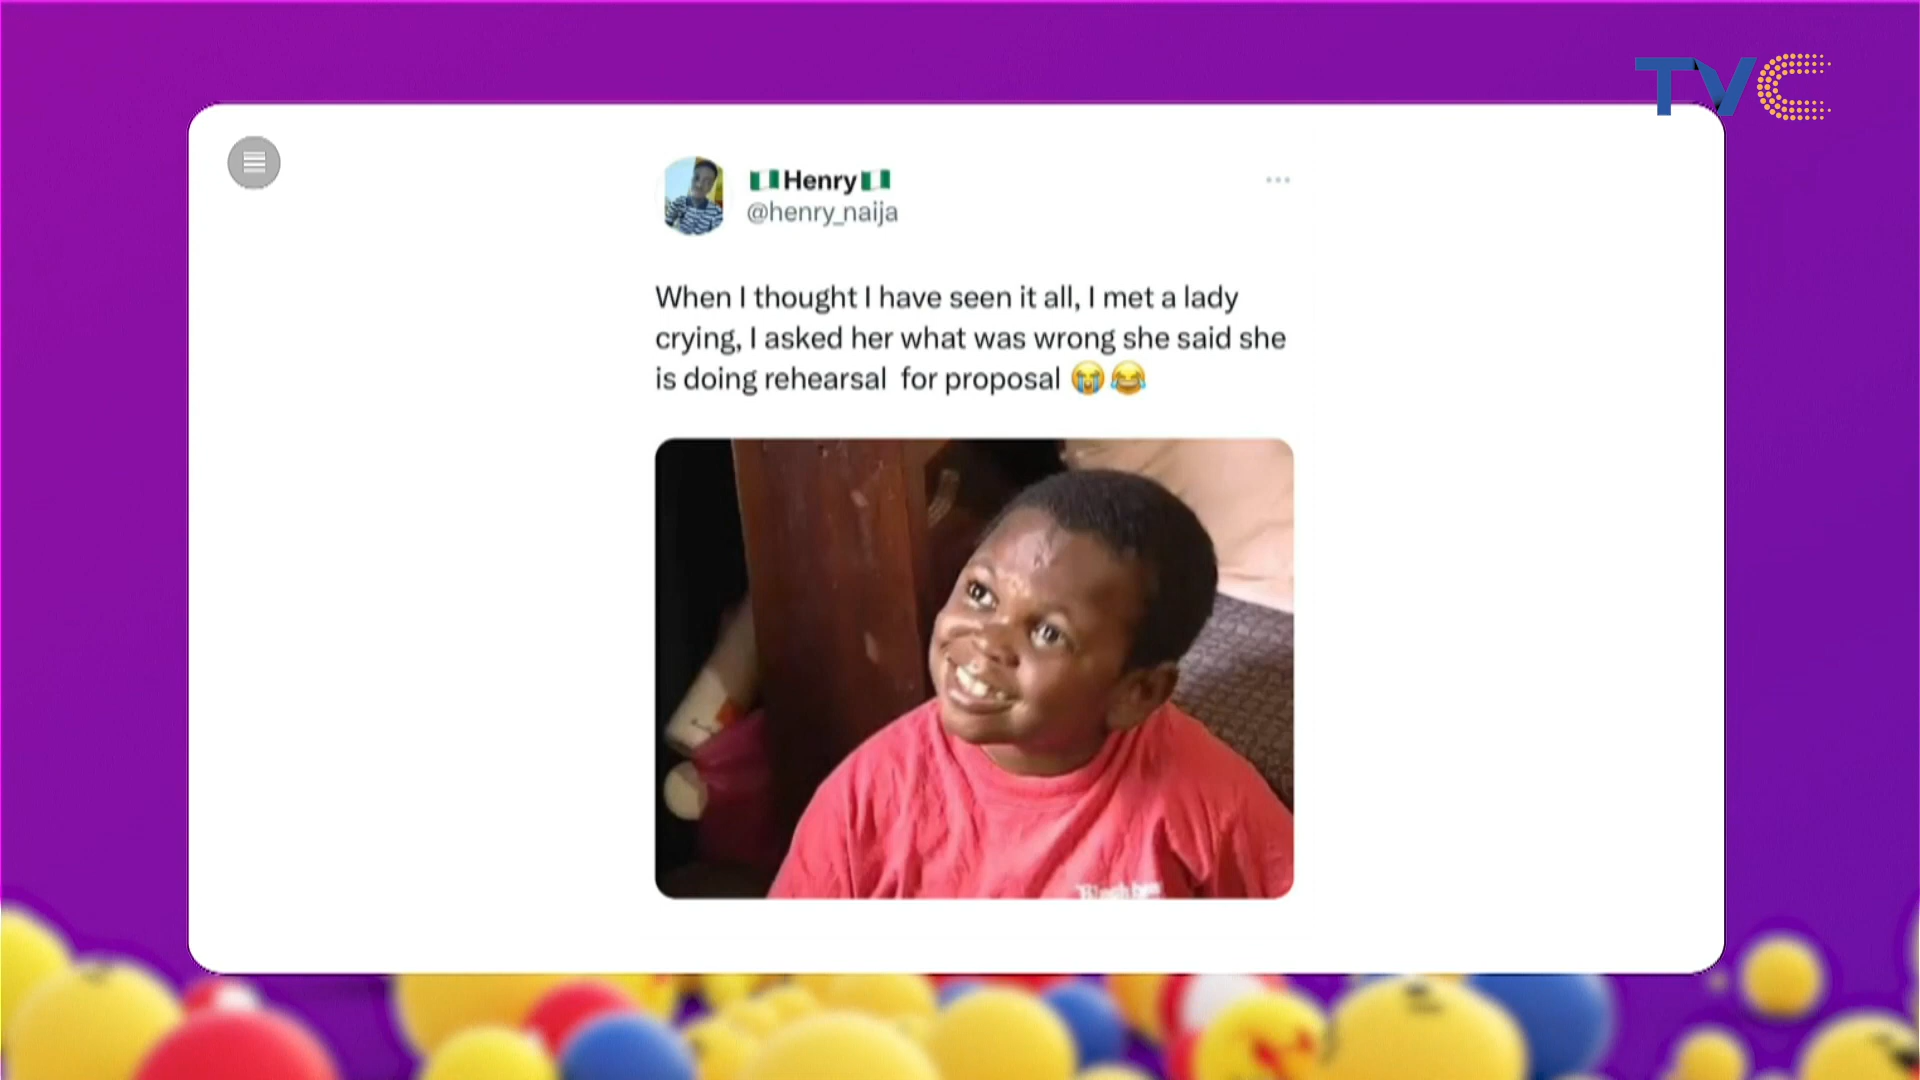 TVC
🇳🇬Henry🇳🇬
@henry_naija
When I thought I have seen it all, I met a lady
crying, I asked her what was wrong she said she
is doing rehearsal for proposal 😭😂